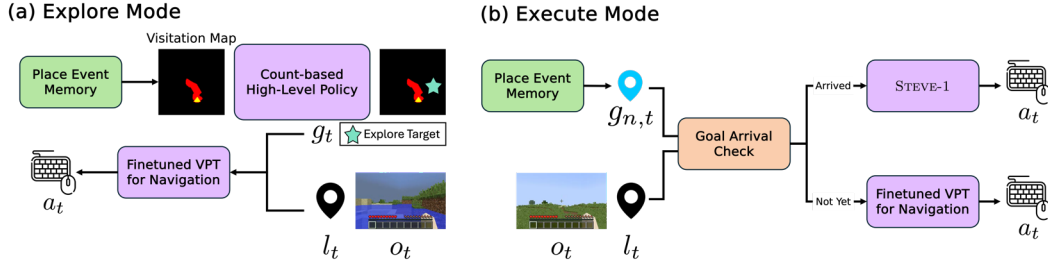 (a) Explore Mode
Visitation Map
Place Event
Memory
Count-based
High-Level Policy
g_t
Explore Target
Finetuned VPT
for Navigation
a_t
l_t
o_t
(b) Execute Mode
Place Event
Memory
g_{n,t}
Goal Arrival
Check
o_t
l_t
Arrived
STEVE-1
a_t
Not Yet
Finetuned VPT
for Navigation
a_t